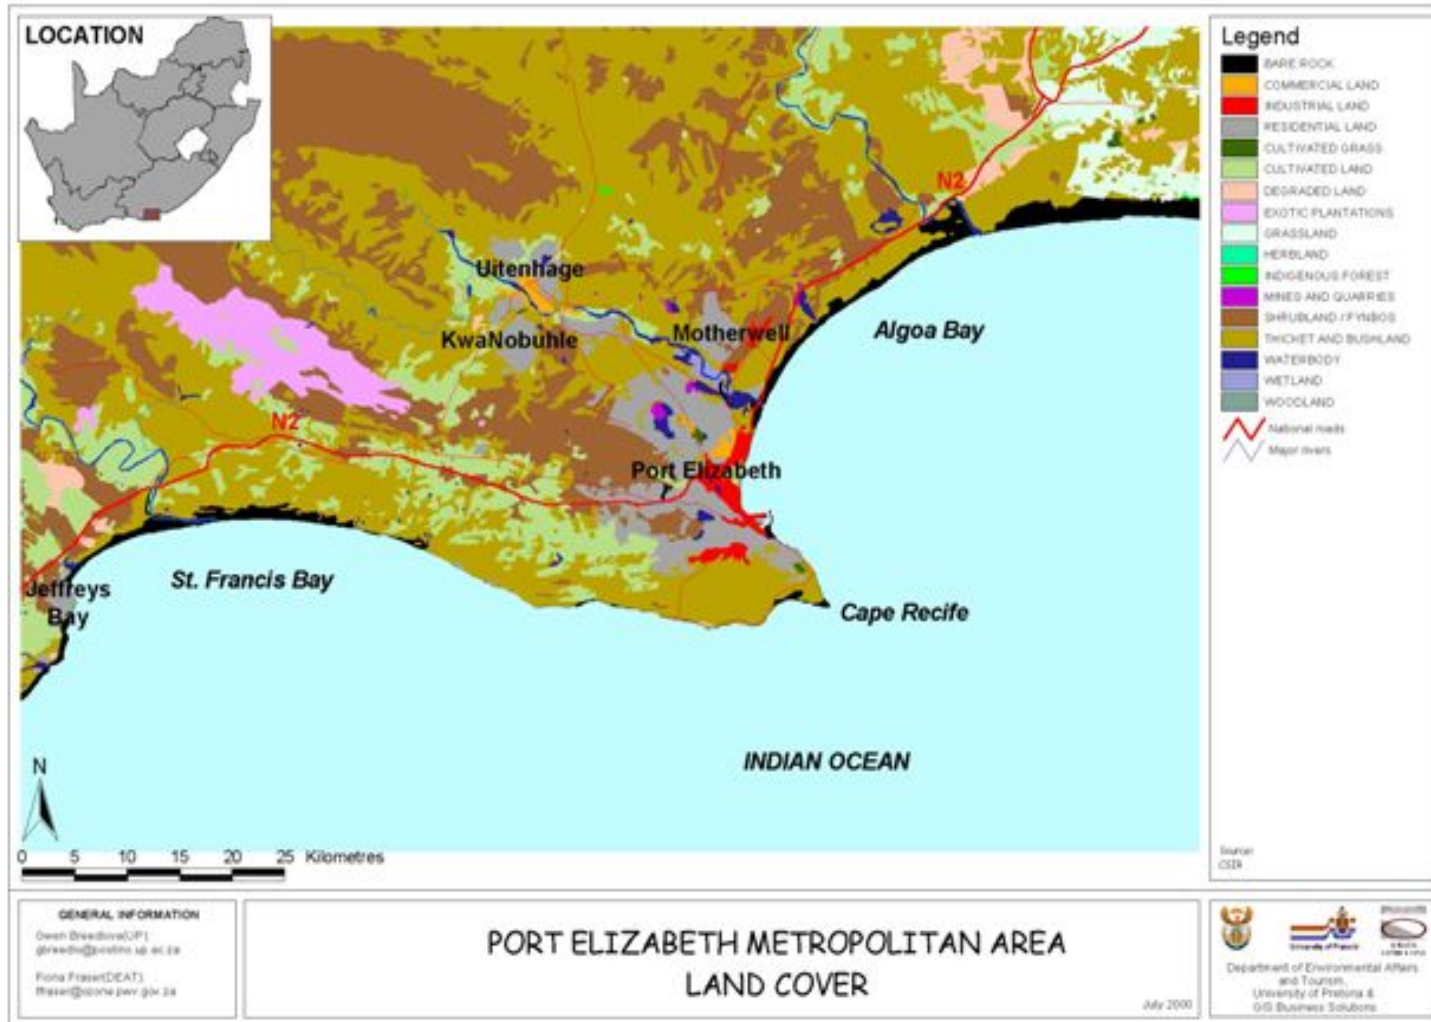 LOCATION
N2
Uitenhage
KwaNobuhle
Motherwell
Algoa Bay
N2
Port Elizabeth
St. Francis Bay
Jeffreys
Bay
Cape Recife
INDIAN OCEAN
N
0 5 10 15 20 25 Kilometres
Legend
BARE ROCK
COMMERCIAL LAND
INDUSTRIAL LAND
RESIDENTIAL LAND
CULTIVATED GRASS
CULTIVATED LAND
DEGRADED LAND
EXOTIC PLANTATIONS
GRASSLAND
HERBLAND
INDIGENOUS FOREST
MINES AND QUARRIES
SHRUBLAND / FYNBOS
THICKET AND BUSHLAND
WATERBODY
WETLAND
WOODLAND
National roads
Major rivers
Source:
CSIR
GENERAL INFORMATION
PORT ELIZABETH METROPOLITAN AREA
LAND COVER
July 2000
University of Pretoria
Department of Environmental Affairs
and Tourism,
University of Pretoria &
GIS Business Solutions